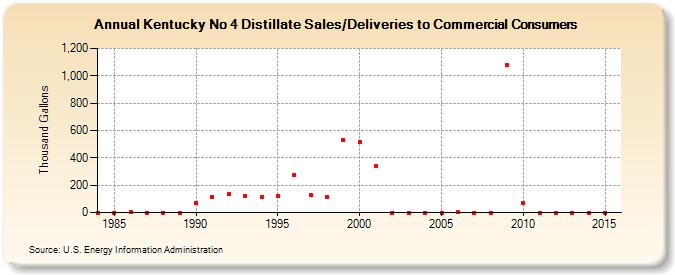 Annual Kentucky No 4 Distillate Sales/Deliveries to Commercial Consumers
Thousand Gallons
1,200
1,000
800
600
400
200
0
1985 1990 1995 2000 2005 2010 2015
Source: U.S. Energy Information Administration